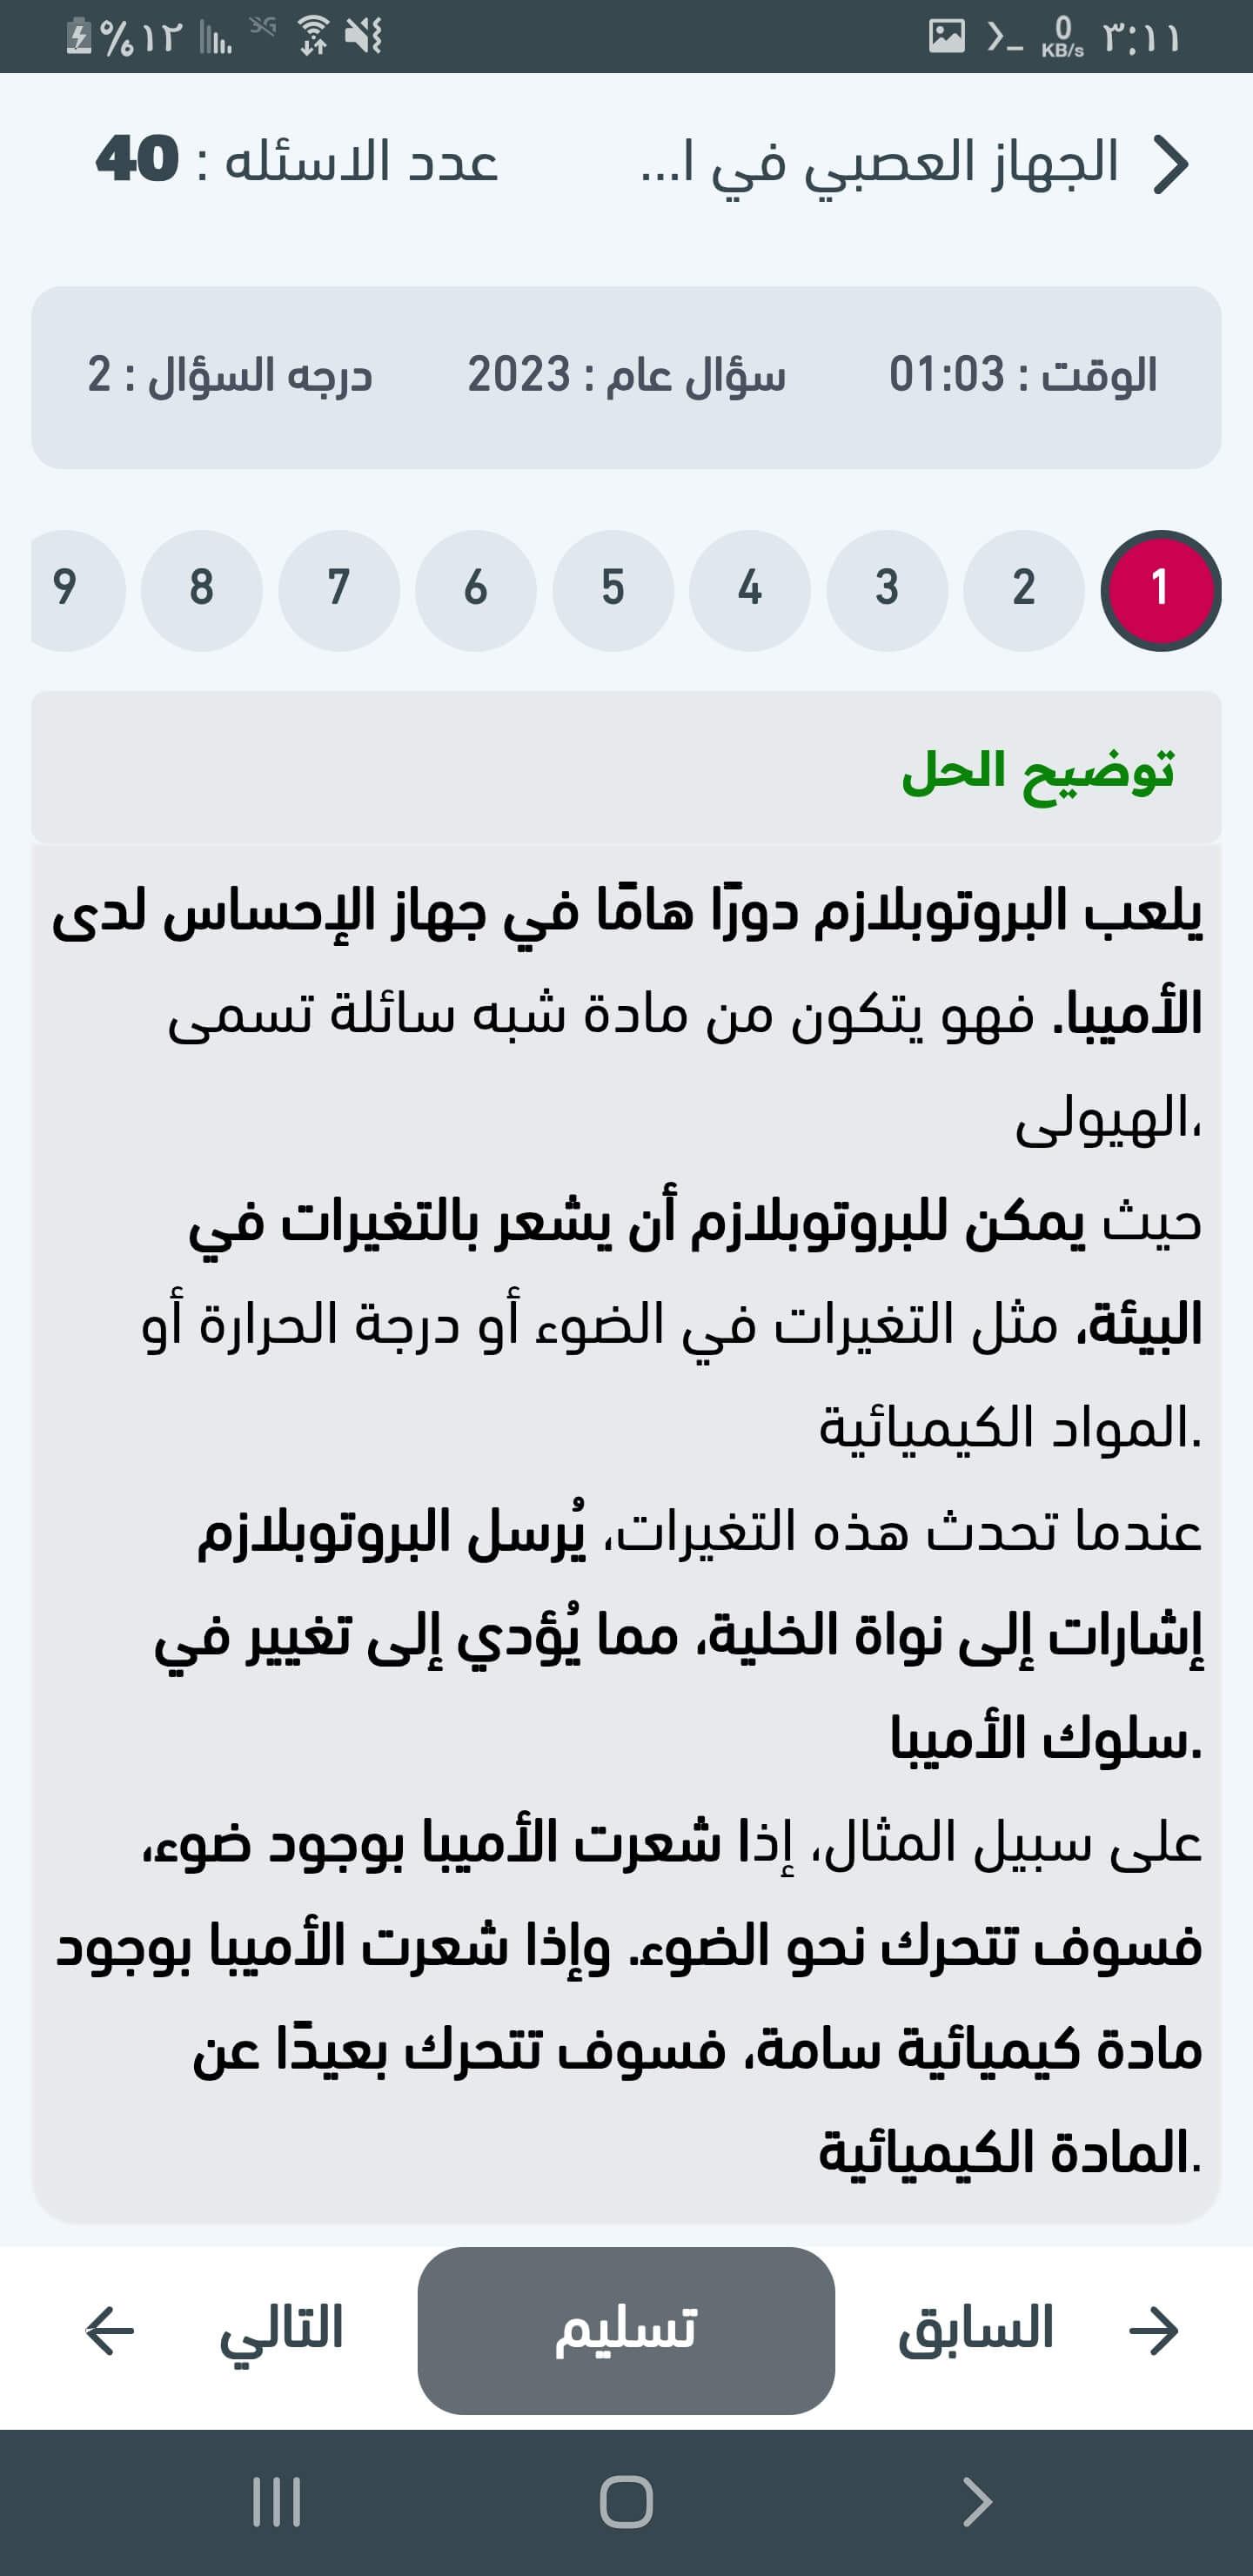 ٣:١١ 0 KB/s 3G %١٢
الجهاز العصبي في ا... عدد الاسئله : 40
الوقت : 01:03 سؤال عام : 2023 درجه السؤال : 2
1 2 3 4 5 6 7 8 9
توضيح الحل
يلعب البروتوبلازم دورًا هامًا في جهاز الإحساس لدى
الأميبا. فهو يتكون من مادة شبه سائلة تسمى
،الهيولى
حيث يمكن للبروتوبلازم أن يشعر بالتغيرات في
البيئة، مثل التغيرات في الضوء أو درجة الحرارة أو
.المواد الكيميائية
عندما تحدث هذه التغيرات، يُرسل البروتوبلازم
إشارات إلى نواة الخلية، مما يُؤدي إلى تغيير في
.سلوك الأميبا
على سبيل المثال، إذا شعرت الأميبا بوجود ضوء،
فسوف تتحرك نحو الضوء. وإذا شعرت الأميبا بوجود
مادة كيميائية سامة، فسوف تتحرك بعيدًا عن
.المادة الكيميائية
السابق تسليم التالي